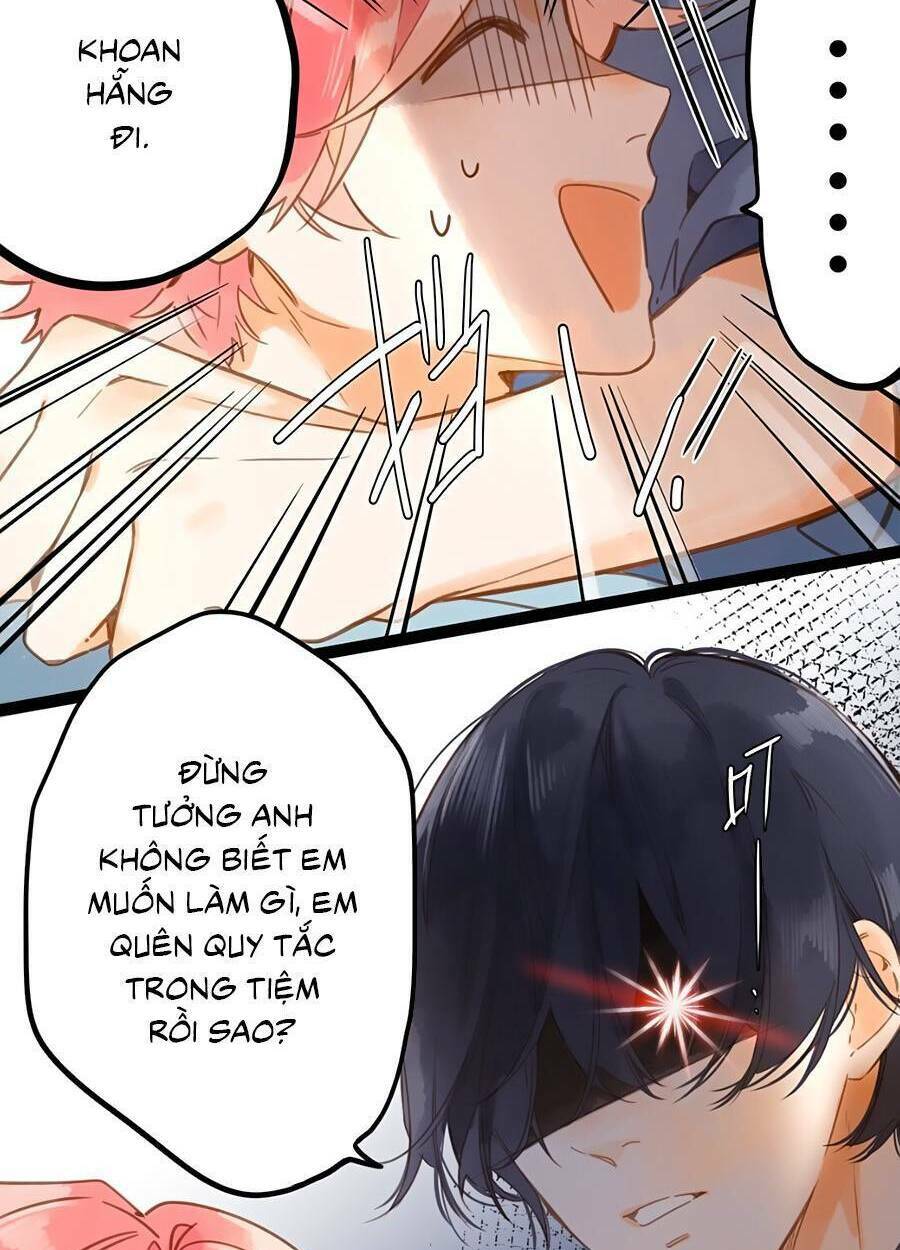 KHOAN
HẴNG
ĐI.
ĐỪNG
TƯỞNG ANH
KHÔNG BIẾT EM
MUỐN LÀM GÌ, EM
QUÊN QUY TẮC
TRONG TIỆM
RỒI SAO?
叮